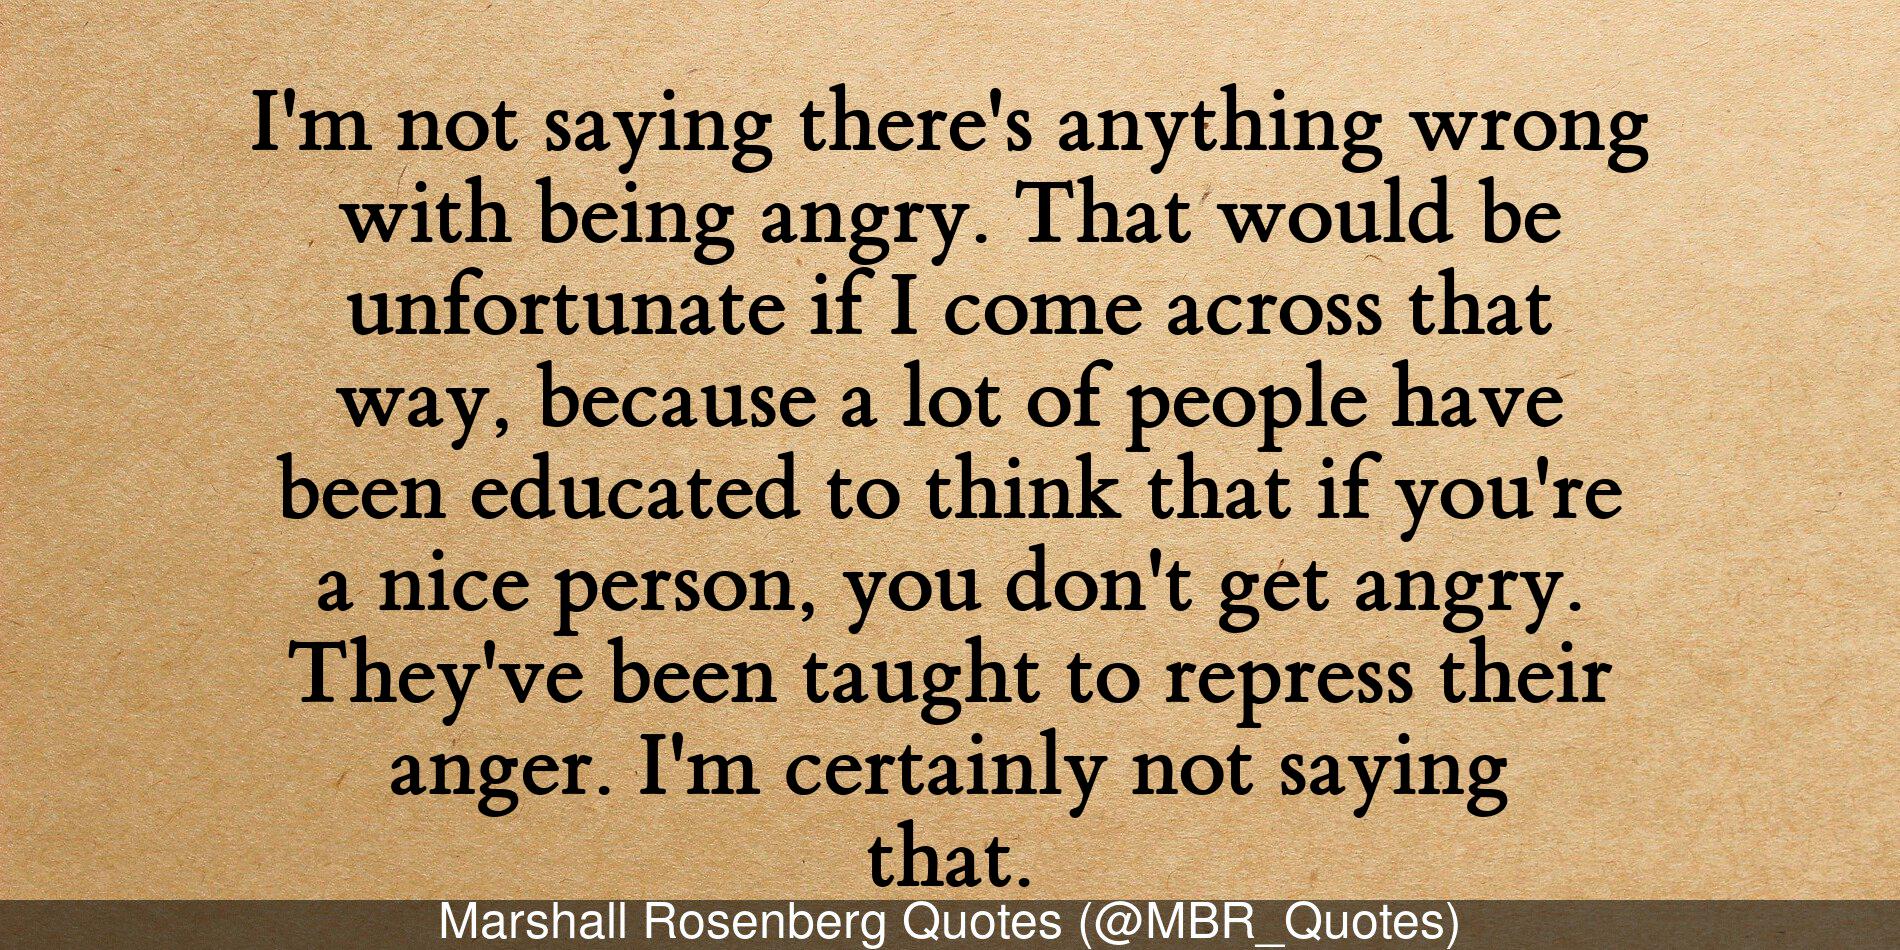 I'm not saying there's anything wrong
with being angry. That would be
unfortunate if I come across that
way, because a lot of people have
been educated to think that if you're
a nice person, you don't get angry.
They've been taught to repress their
anger. I'm certainly not saying
that.
Marshall Rosenberg Quotes (@MBR_Quotes)